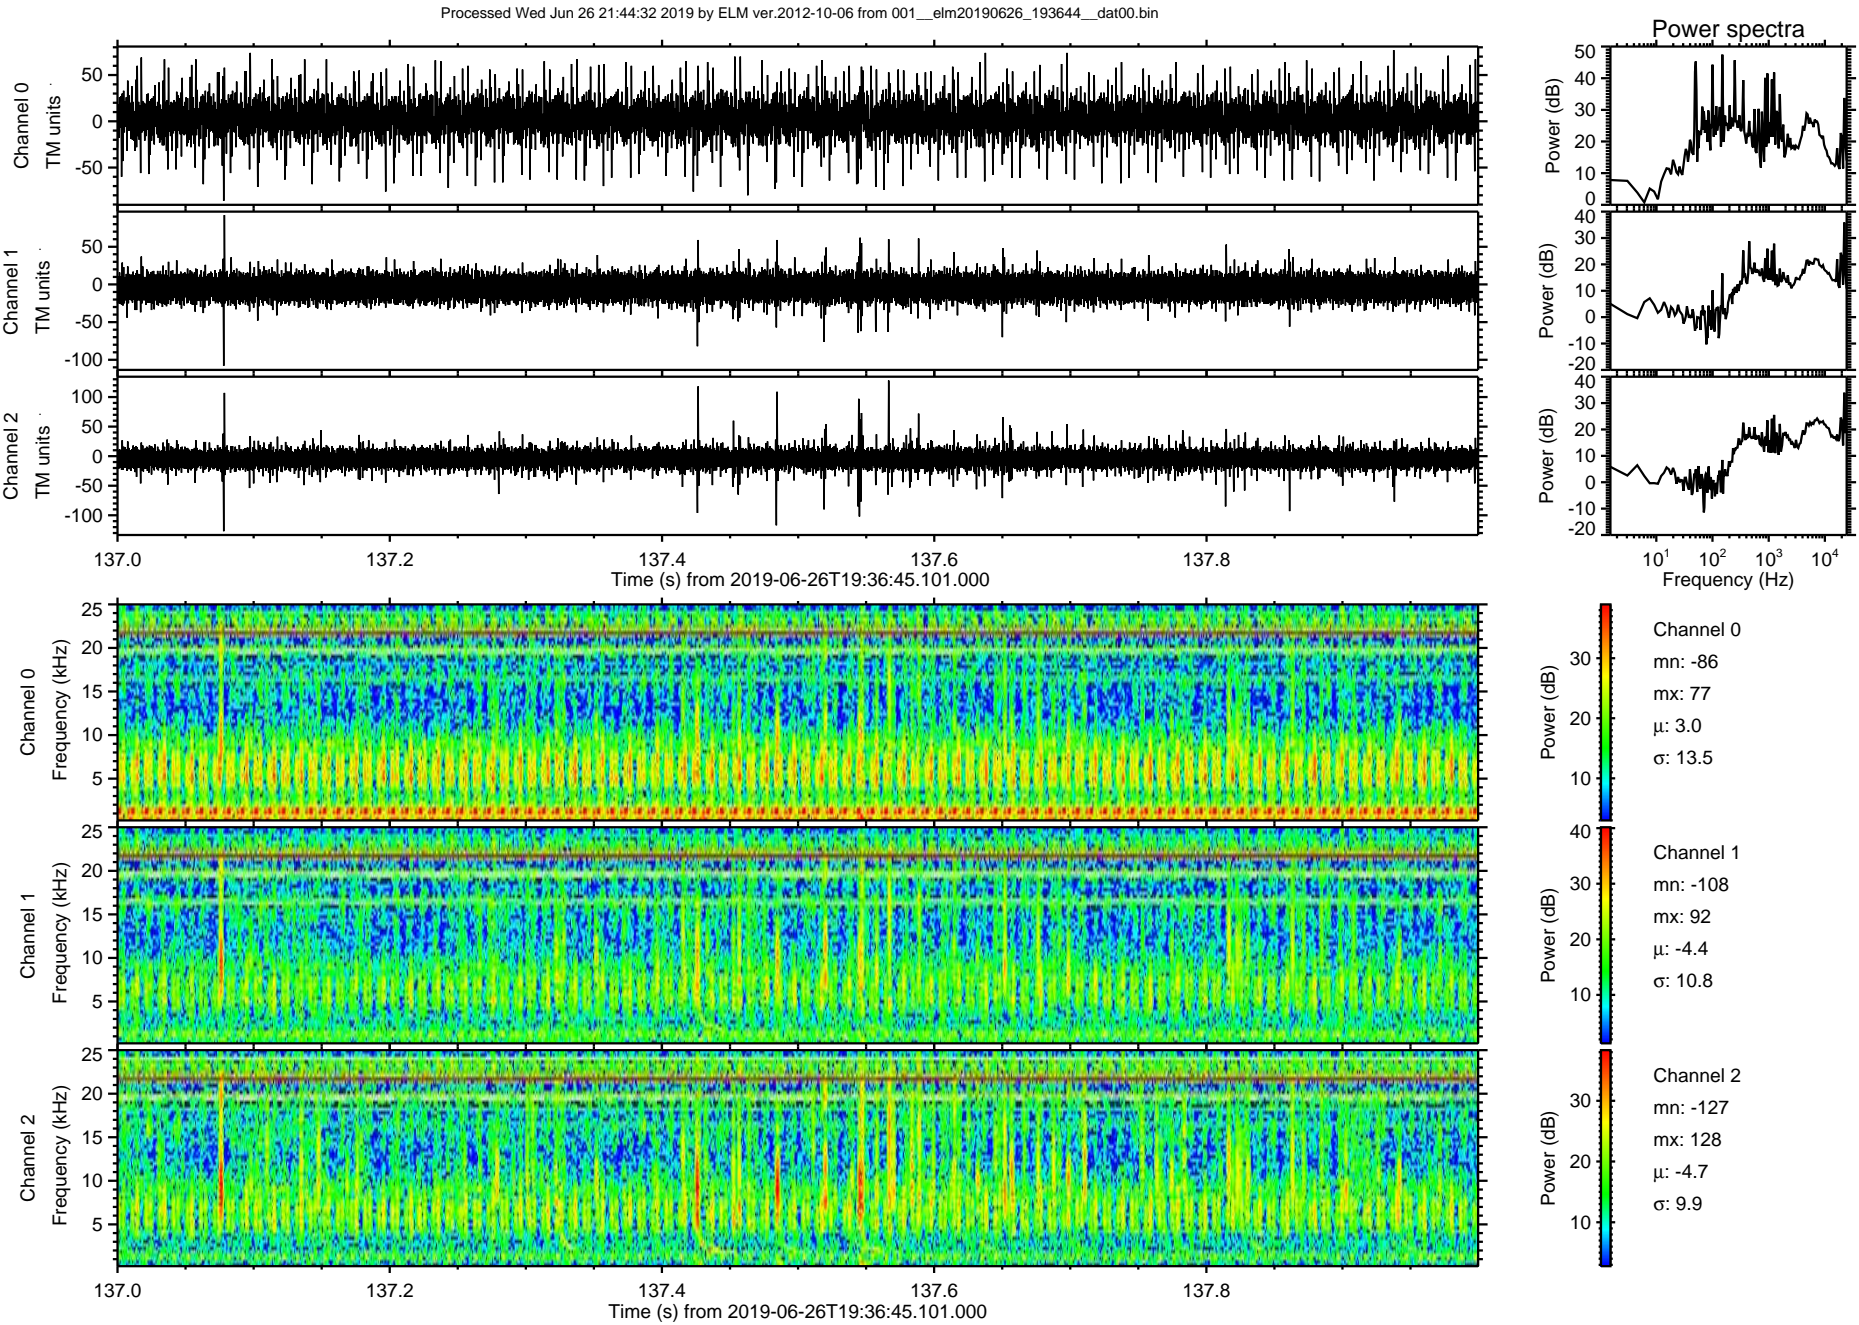 Processed Wed Jun 26 21:44:32 2019 by ELM ver.2012-10-06 from 001__elm20190626_193644__dat00.bin
Power spectra
Channel 0
TM units
50
0
-50
Power (dB)
50
40
30
20
10
0
Channel 1
TM units
50
0
-50
-100
Power (dB)
40
30
20
10
0
-10
-20
Channel 2
TM units
100
50
0
-50
-100
Power (dB)
40
30
20
10
0
-10
-20
137.0 137.2 137.4 137.6 137.8
Time (s) from 2019-06-26T19:36:45.101.000
10^1 10^2 10^3 10^4
Frequency (Hz)
Channel 0
Frequency (kHz)
25
20
15
10
5
Power (dB)
30
20
10
Channel 0
mn: -86
mx: 77
μ: 3.0
σ: 13.5
Channel 1
Frequency (kHz)
25
20
15
10
5
Power (dB)
40
30
20
10
Channel 1
mn: -108
mx: 92
μ: -4.4
σ: 10.8
Channel 2
Frequency (kHz)
25
20
15
10
5
Power (dB)
30
20
10
Channel 2
mn: -127
mx: 128
μ: -4.7
σ: 9.9
137.0 137.2 137.4 137.6 137.8
Time (s) from 2019-06-26T19:36:45.101.000